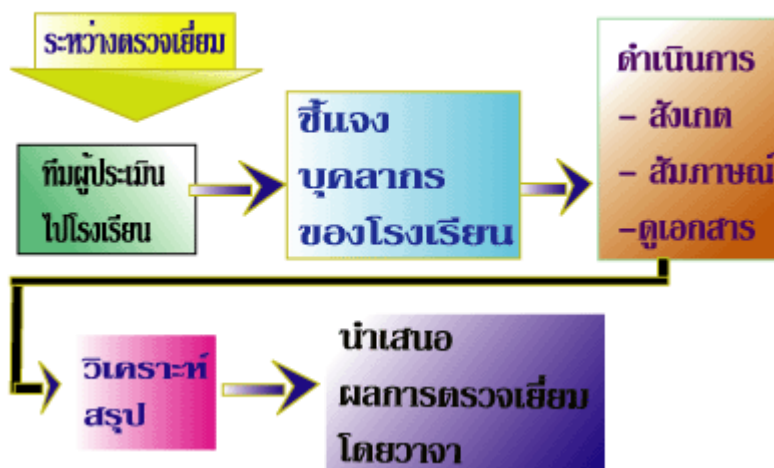 ระหว่างตรวจเยี่ยม
ทีมผู้ประเมิน
ไปโรงเรียน
ชี้แจง
บุคลากร
ของโรงเรียน
ดำเนินการ
- สังเกต
- สัมภาษณ์
-ดูเอกสาร
วิเคราะห์
สรุป
นำเสนอ
ผลการตรวจเยี่ยม
โดยวาจา